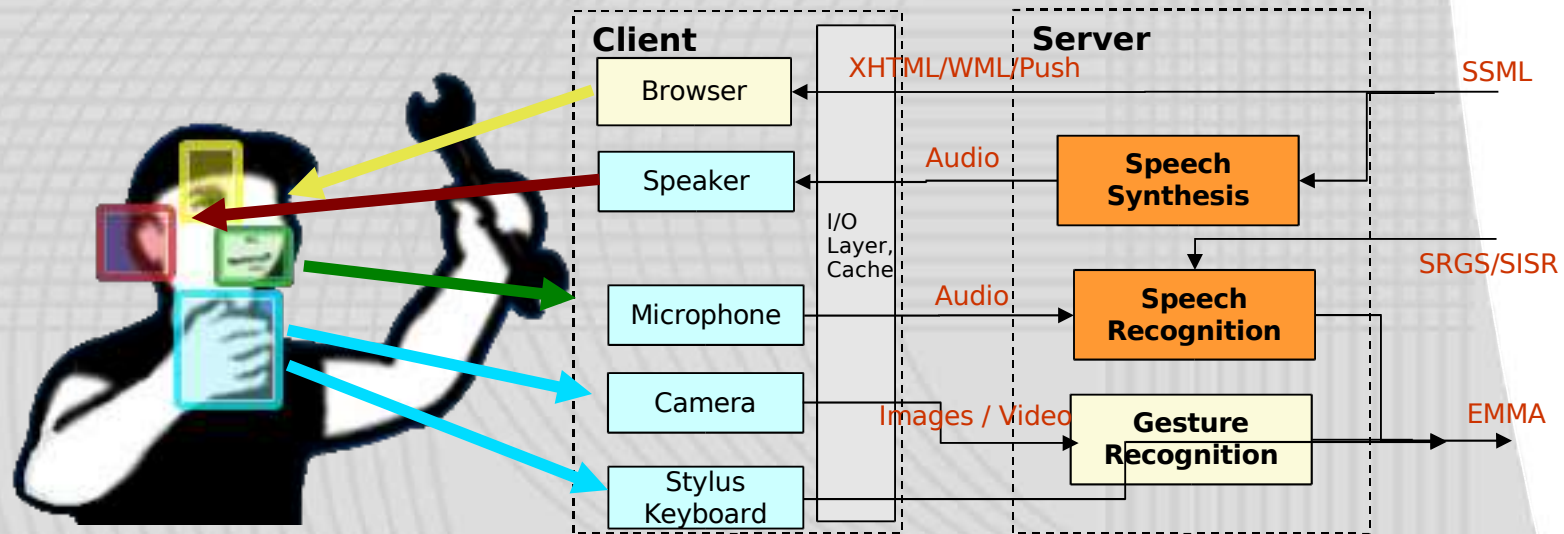 Client
Server
XHTML/WML/Push
SSML
Browser
Audio
Speech
Synthesis
Speaker
I/O
Layer,
Cache
SRGS/SISR
Audio
Speech
Recognition
Microphone
Camera
Images / Video
Gesture
Recognition
EMMA
Stylus
Keyboard